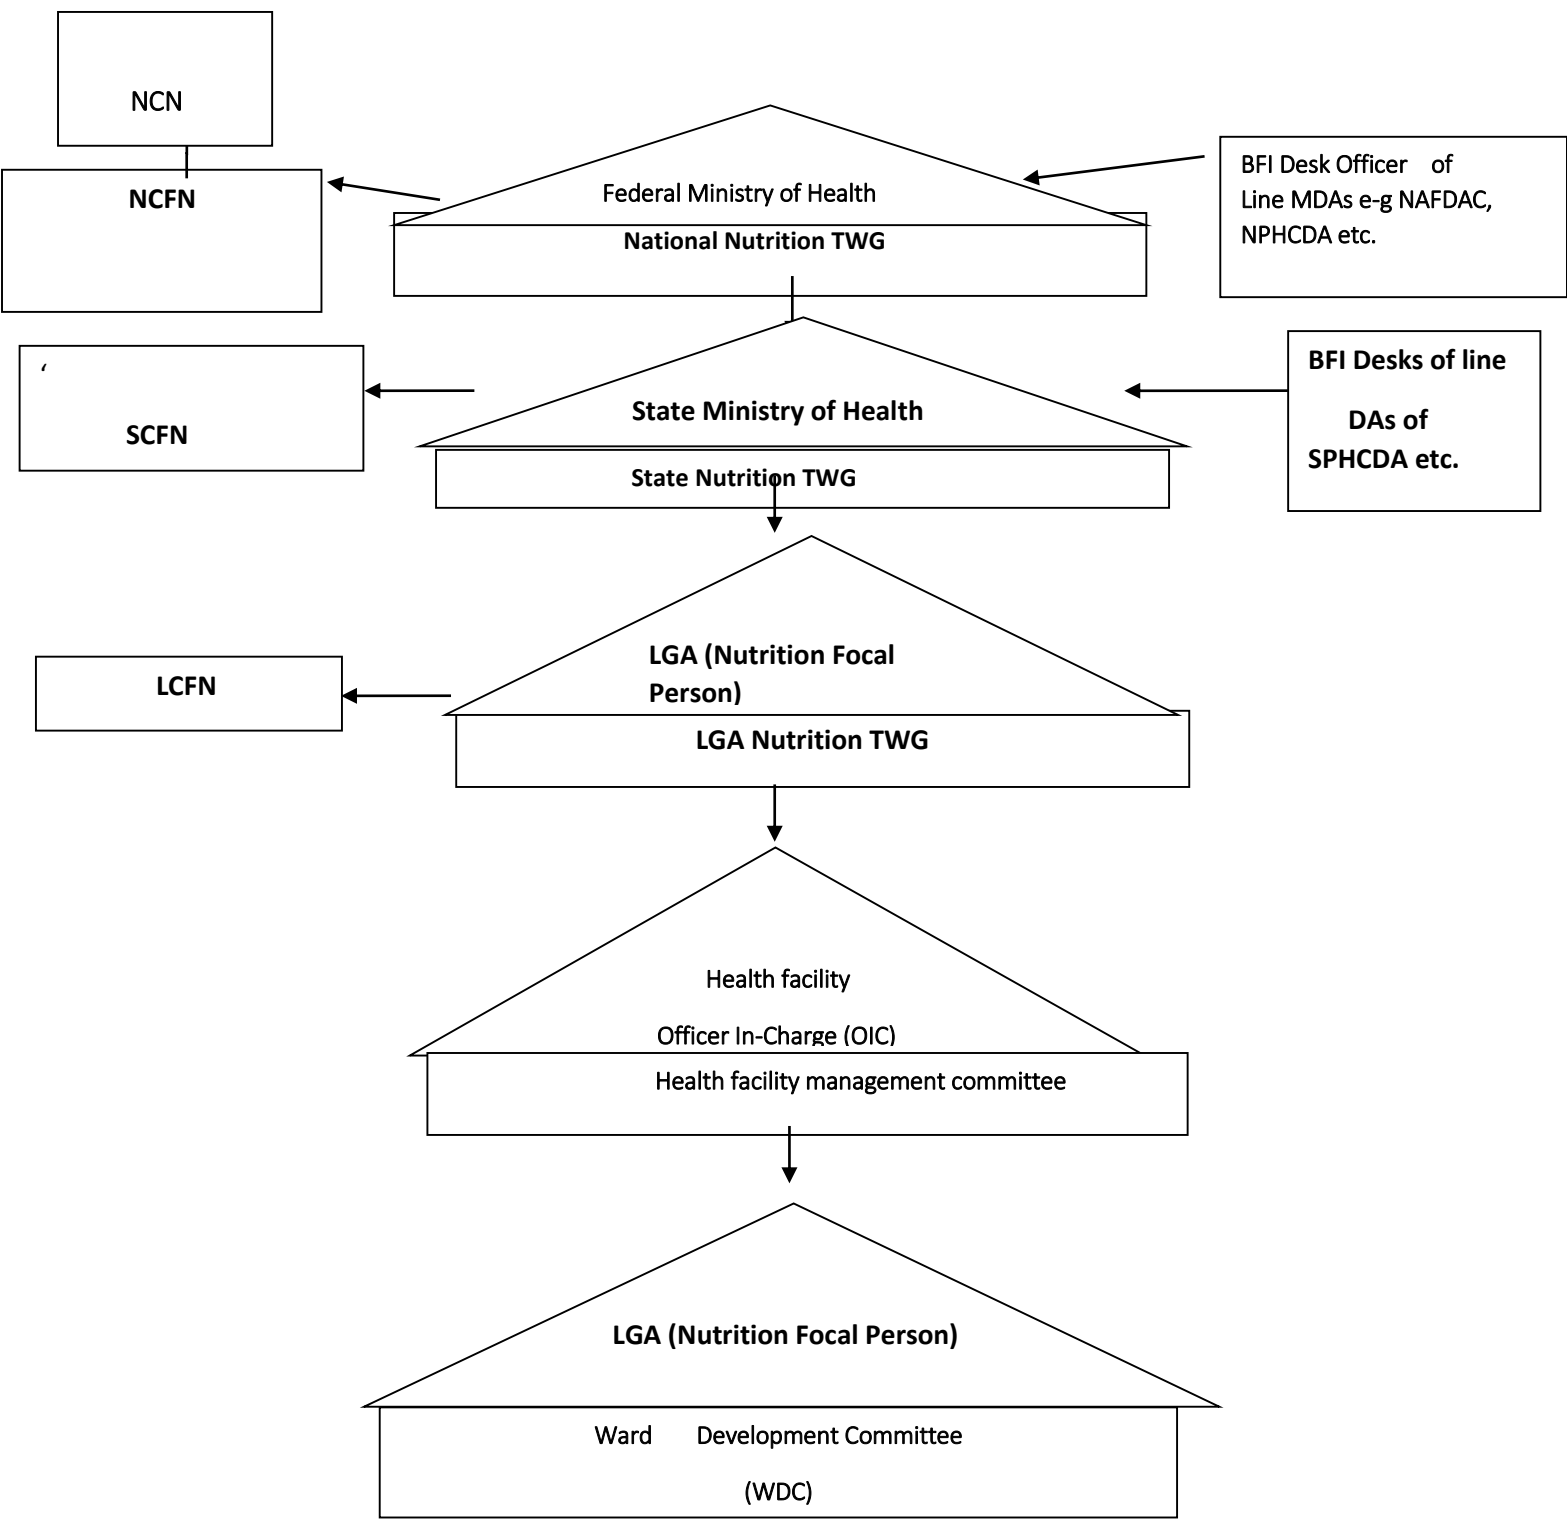 NCN
NCFN
Federal Ministry of Health
National Nutrition TWG
BFI Desk Officer of
Line MDAs e-g NAFDAC,
NPHCDA etc.
‘
SCFN
State Ministry of Health
State Nutrition TWG
BFI Desks of line
DAs of
SPHCDA etc.
LCFN
LGA (Nutrition Focal
Person)
LGA Nutrition TWG
Health facility
Officer In-Charge (OIC)
Health facility management committee
LGA (Nutrition Focal Person)
Ward Development Committee
(WDC)